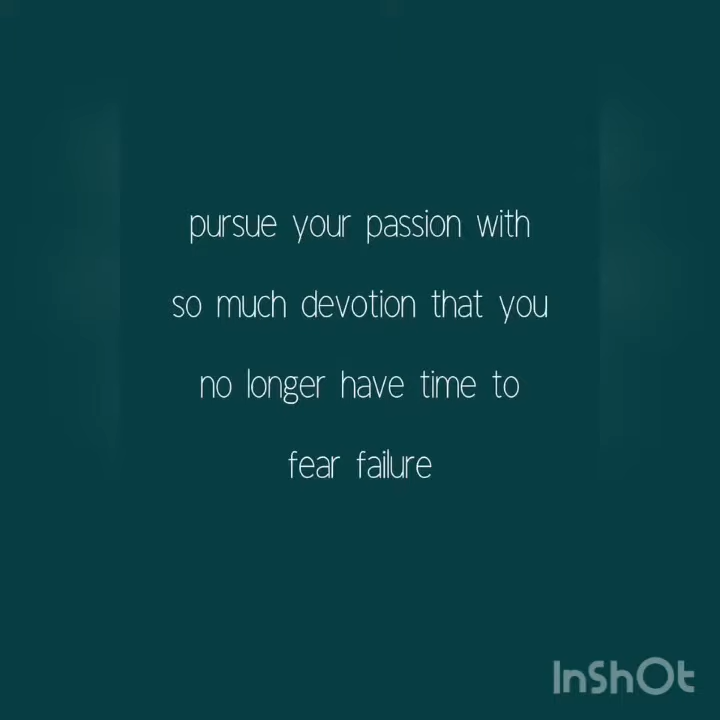 pursue your passion with
so much devotion that you
no longer have time to
fear failure
InShOt